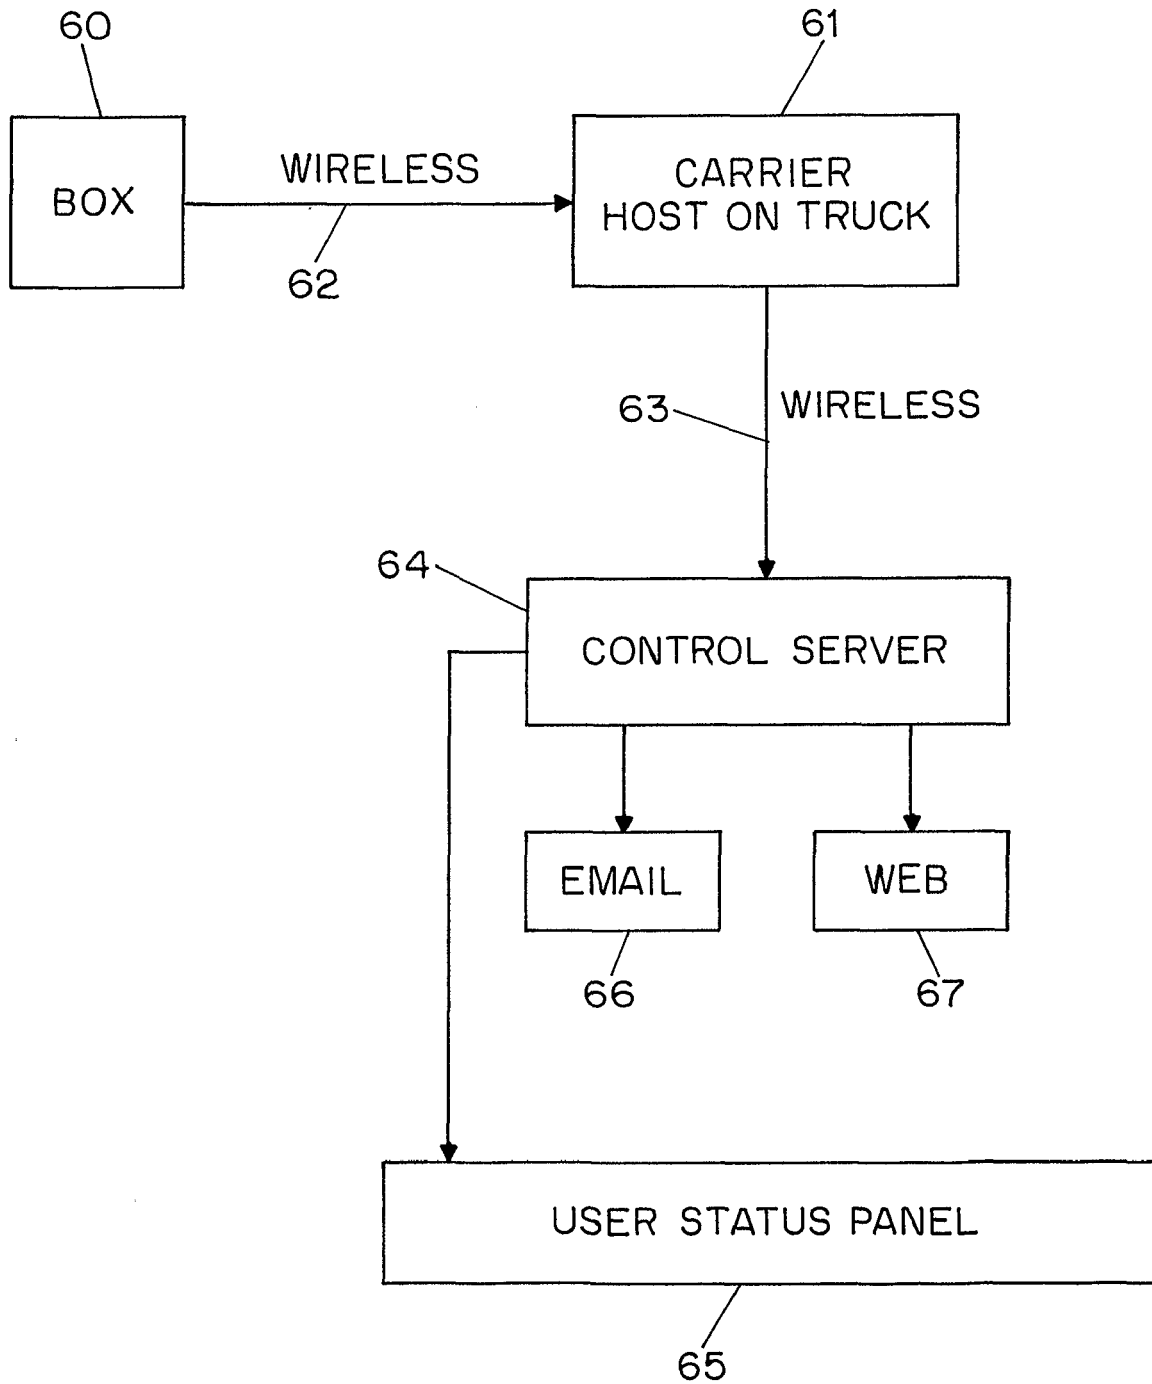 60
61
BOX
WIRELESS
CARRIER
HOST ON TRUCK
62
63
WIRELESS
64
CONTROL SERVER
EMAIL
WEB
66
67
USER STATUS PANEL
65